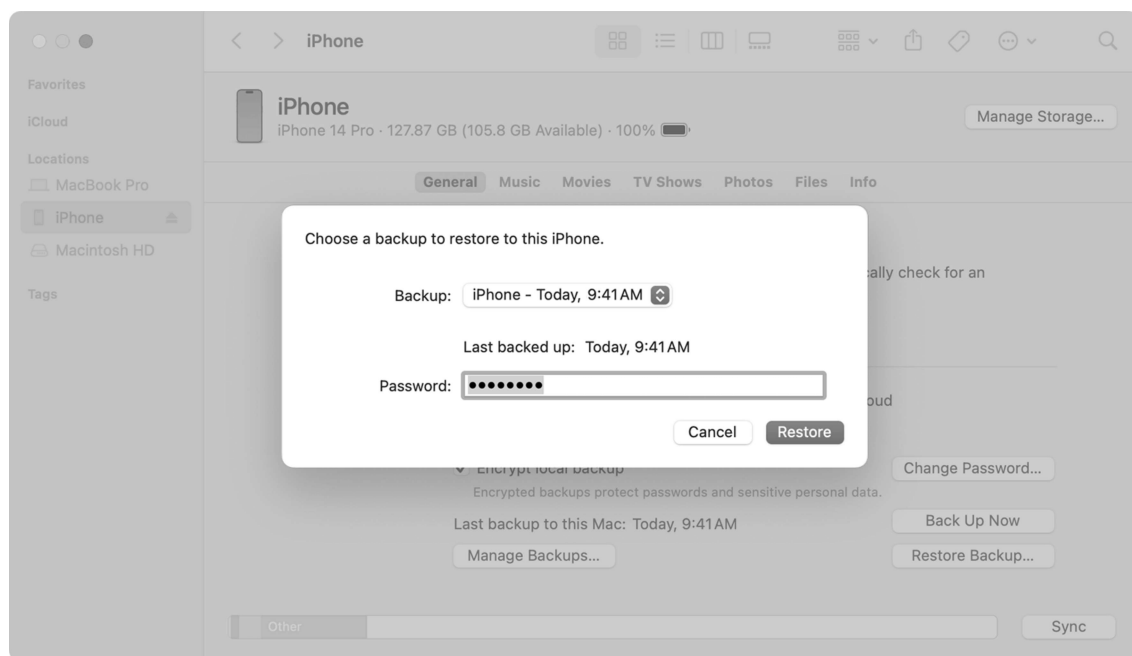 iPhone
Favorites
iCloud
Locations
MacBook Pro
iPhone
Macintosh HD
Tags
iPhone
iPhone 14 Pro · 127.87 GB (105.8 GB Available) · 100%
Manage Storage...
General Music Movies TV Shows Photos Files Info
Choose a backup to restore to this iPhone.
Backup: iPhone – Today, 9:41 AM
Last backed up: Today, 9:41 AM
Password: ●●●●●●●●
Cancel Restore
check for an
Encrypt local backup
Change Password...
Encrypted backups protect passwords and sensitive personal data.
Last backup to this Mac: Today, 9:41 AM
Back Up Now
Manage Backups...
Restore Backup...
Other
Sync